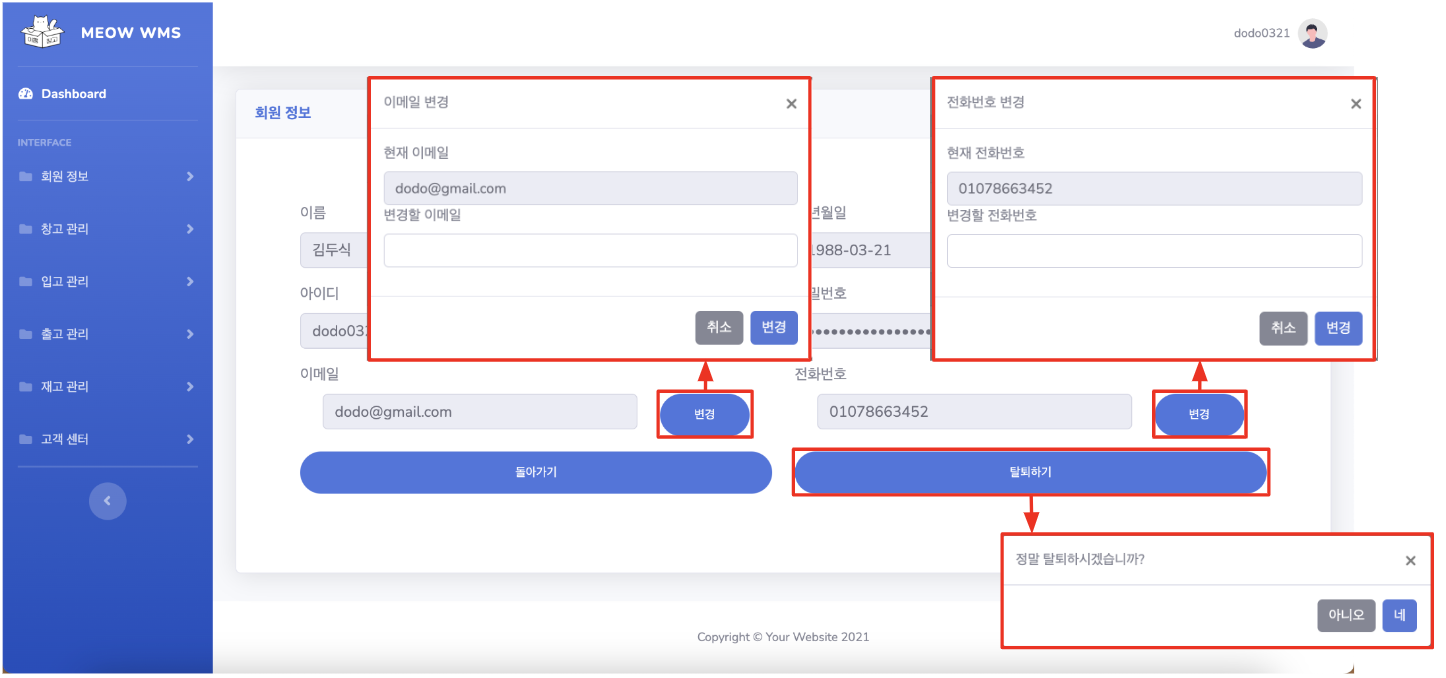 MEOW WMS
dodo0321
Dashboard
INTERFACE
회원 정보
창고 관리
입고 관리
출고 관리
재고 관리
고객 센터
회원 정보
이름
김두식
년월일
1988-03-21
아이디
dodo03
밀번호
이메일
dodo@gmail.com
변경
전화번호
01078663452
변경
돌아가기
탈퇴하기
이메일 변경
×
현재 이메일
dodo@gmail.com
변경할 이메일
취소
변경
전화번호 변경
×
현재 전화번호
01078663452
변경할 전화번호
취소
변경
정말 탈퇴하시겠습니까?
×
아니오
네
Copyright © Your Website 2021